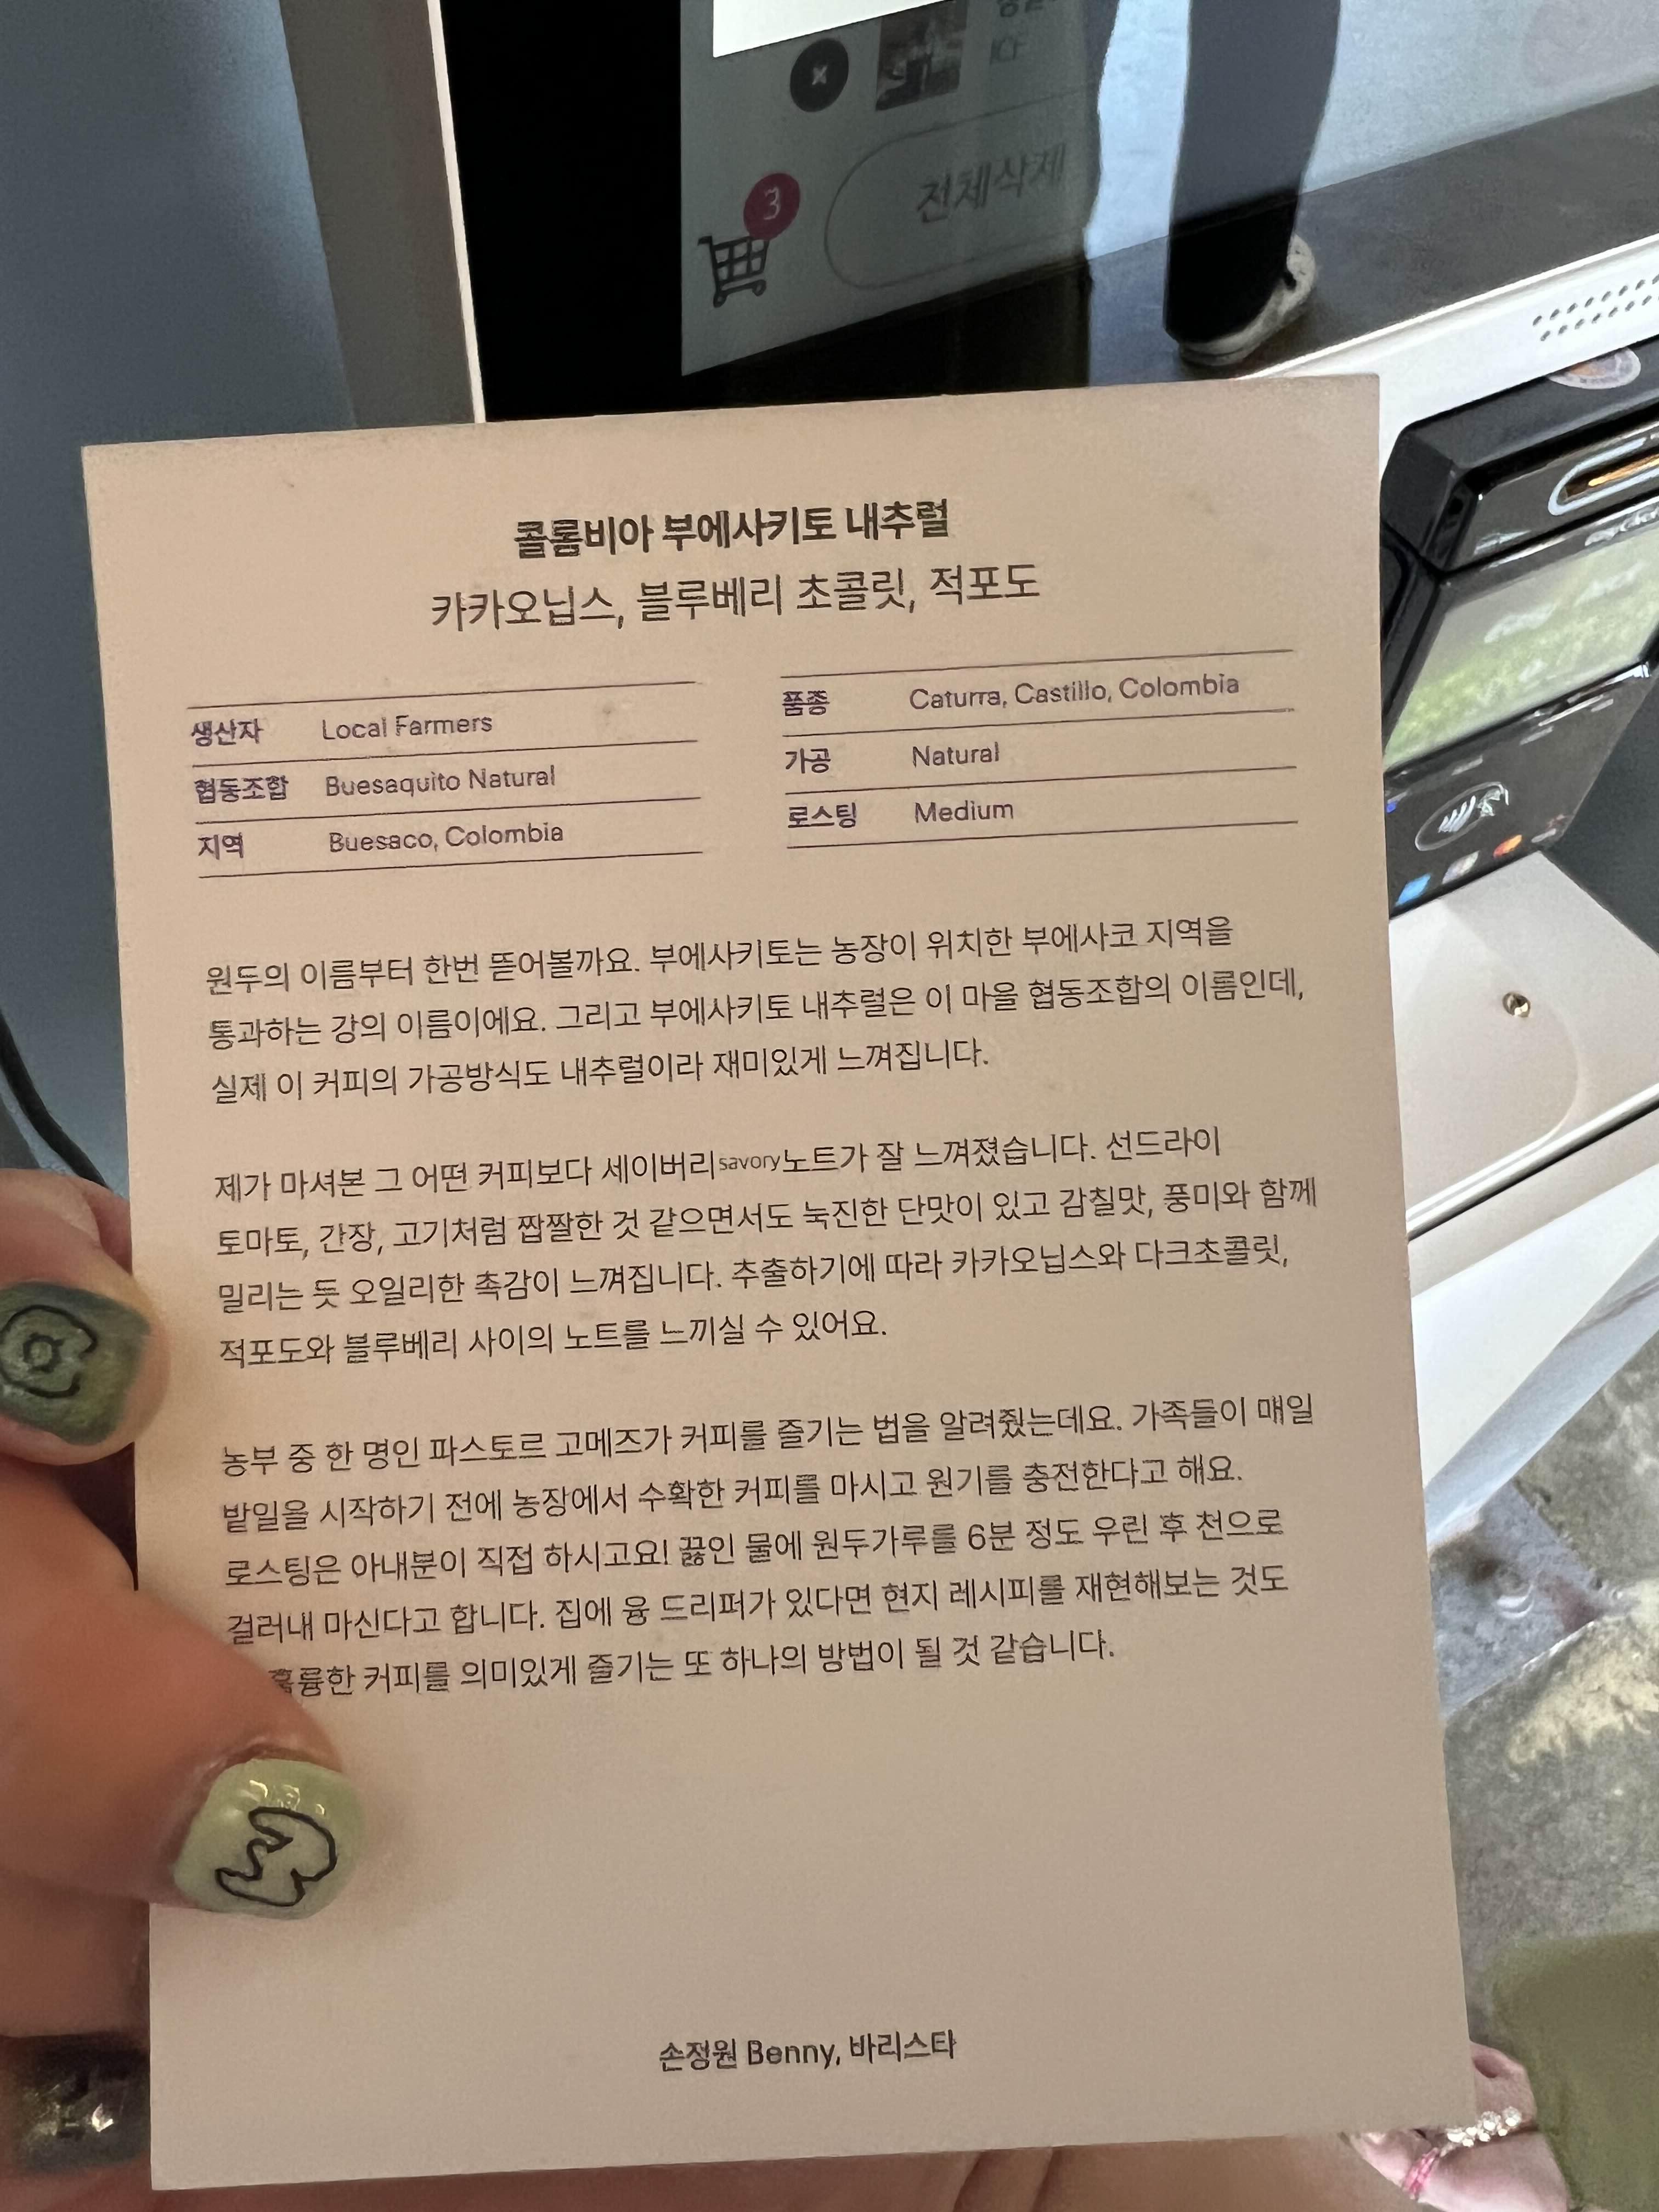 3
전체삭제
콜롬비아 부에사키토 내추럴
카카오닙스, 블루베리 초콜릿, 적포도
생산자 Local Farmers
협동조합 Buesaquito Natural
지역 Buesaco, Colombia
품종 Caturra, Castillo, Colombia
가공 Natural
로스팅 Medium
원두의 이름부터 한번 뜯어볼까요. 부에사키토는 농장이 위치한 부에사코 지역을
통과하는 강의 이름이에요. 그리고 부에사키토 내추럴은 이 마을 협동조합의 이름인데,
실제 이 커피의 가공방식도 내추럴이라 재미있게 느껴집니다.
제가 마셔본 그 어떤 커피보다 세이버리savory노트가 잘 느껴졌습니다. 선드라이
토마토, 간장, 고기처럼 짭짤한 것 같으면서도 눅진한 단맛이 있고 감칠맛, 풍미와 함께
밀리는 듯 오일리한 촉감이 느껴집니다. 추출하기에 따라 카카오닙스와 다크초콜릿,
적포도와 블루베리 사이의 노트를 느끼실 수 있어요.
농부 중 한 명인 파스토르 고메즈가 커피를 즐기는 법을 알려줬는데요. 가족들이 매일
밭일을 시작하기 전에 농장에서 수확한 커피를 마시고 원기를 충전한다고 해요.
로스팅은 아내분이 직접 하시고요! 끓인 물에 원두가루를 6분 정도 우린 후 천으로
걸러내 마신다고 합니다. 집에 융 드리퍼가 있다면 현지 레시피를 재현해보는 것도
훌륭한 커피를 의미있게 즐기는 또 하나의 방법이 될 것 같습니다.
손정원 Benny, 바리스타